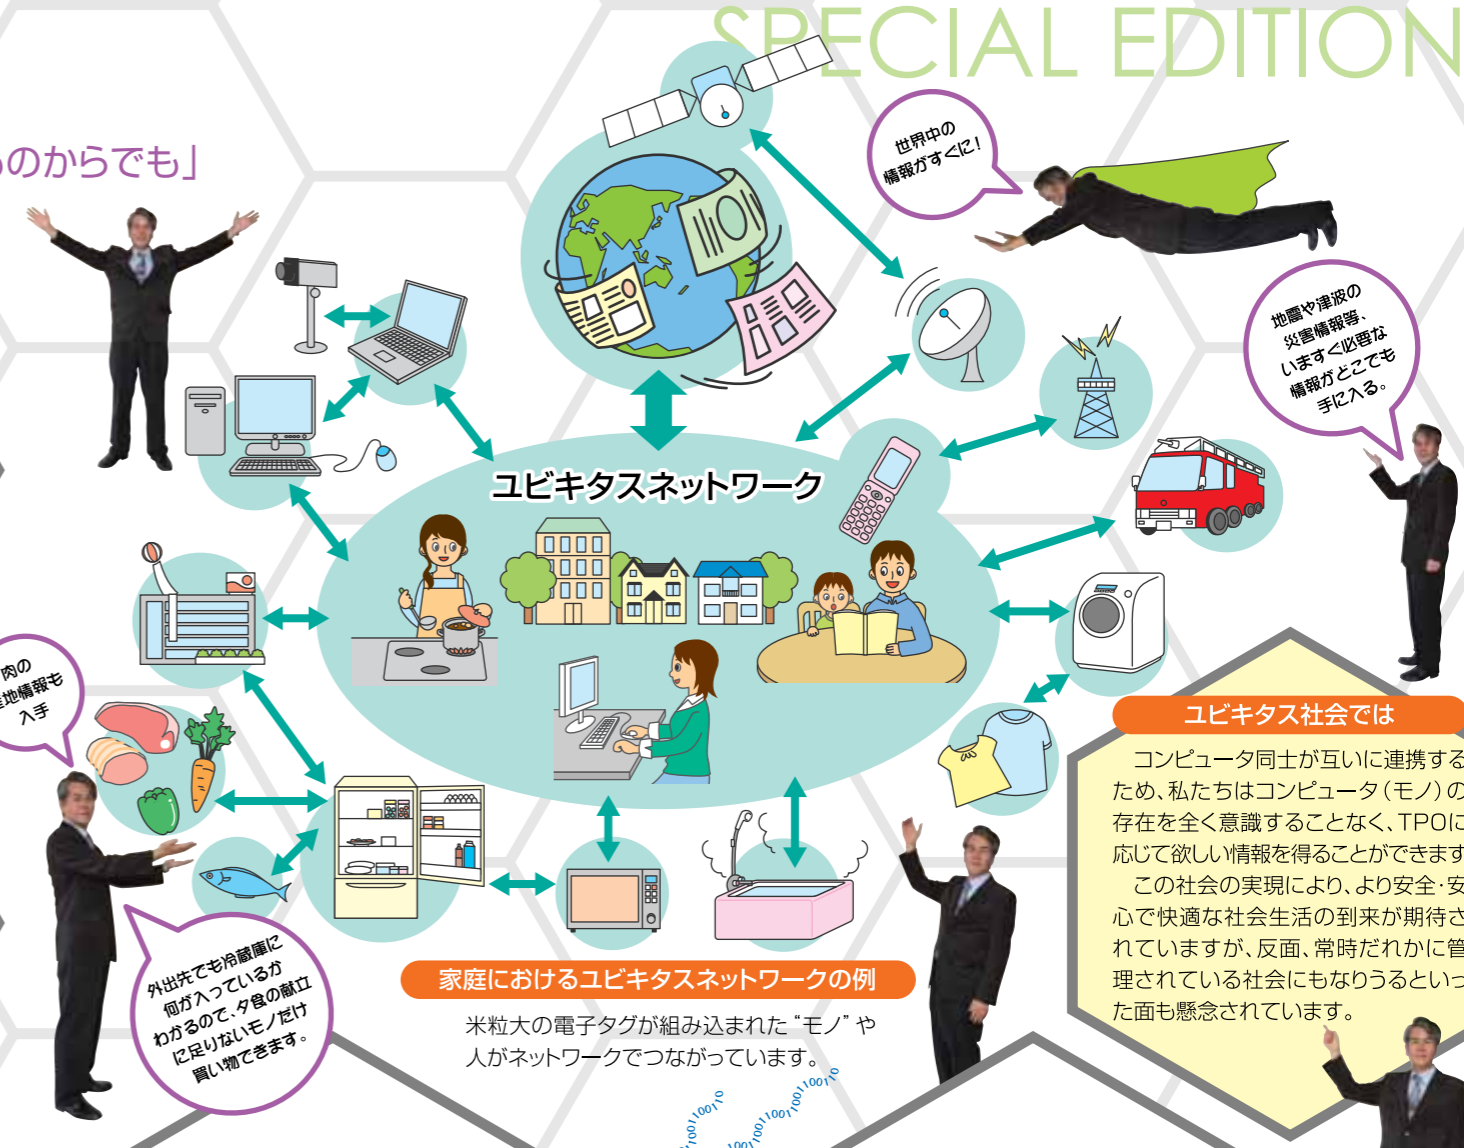 SPECIAL EDITION
のからでも」
世界中の
情報がすぐに!
地震や津波の
災害情報等、
いますぐ必要な
情報がどこでも
手に入る。
ユビキタスネットワーク
肉の
地情報も
入手
外出先でも冷蔵庫に
何が入っているか
わかるので、夕食の献立
に足りないモノだけ
買い物できます。
家庭におけるユビキタスネットワークの例
米粒大の電子タグが組み込まれた“モノ”や
人がネットワークでつながっています。
ユビキタス社会では
コンピュータ同士が互いに連携する
ため、私たちはコンピュータ(モノ)の
存在を全く意識することなく、TPOに
応じて欲しい情報を得ることができます
この社会の実現により、より安全・安
心で快適な社会生活の到来が期待さ
れていますが、反面、常時だれかに管
理されている社会にもなりうるといっ
た面も懸念されています。